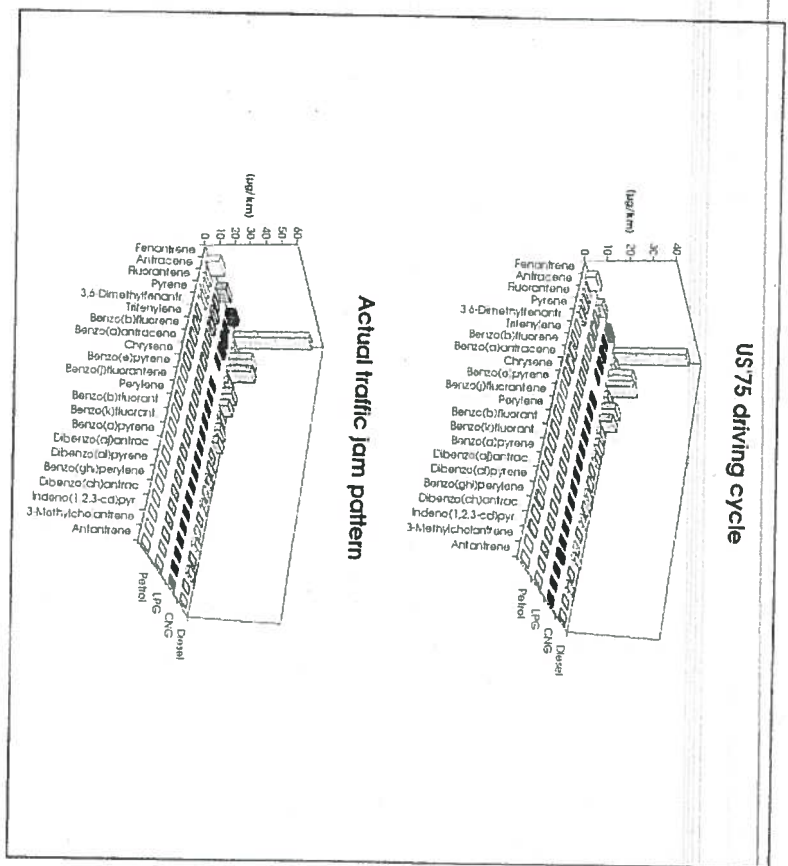 US'75 driving cycle
(µg/km)
40
30
20
10
0
Fenantrene
Antracene
Fluorantene
Pyrene
3,6-Dimethylfenantr
Trifenylene
Benzo(b)fluorene
Benzo(a)antracene
Chrysene
Benzo(e)pyrene
Benzo(j)fluorantene
Perylene
Benzo(b)fluorant
Benzo(k)fluorant.
Benzo(a)pyrene
Dibenzo(aj)antrac
Dibenzo(al)pyrene
Benzo(ghi)perylene
Dibenzo(ah)antrac
Indeno(1,2,3-cd)pyr
3-Methylcholantrene
Antantrene
Petrol
LPG
CNG
Diesel
Actual traffic jam pattern
(µg/km)
60
50
40
30
20
10
0
Fenantrene
Antracene
Fluorantene
Pyrene
3,6-Dimethylfenantr
Trifenylene
Benzo(b)fluorene
Benzo(a)antracene
Chrysene
Benzo(e)pyrene
Benzo(j)fluorantene
Perylene
Benzo(b)fluorant
Benzo(k)fluorant.
Benzo(a)pyrene
Dibenzo(aj)antrac
Dibenzo(al)pyrene
Benzo(ghi)perylene
Dibenzo(ah)antrac
Indeno(1,2,3-cd)pyr
3-Methylcholantrene
Antantrene
Petrol
LPG
CNG
Diesel